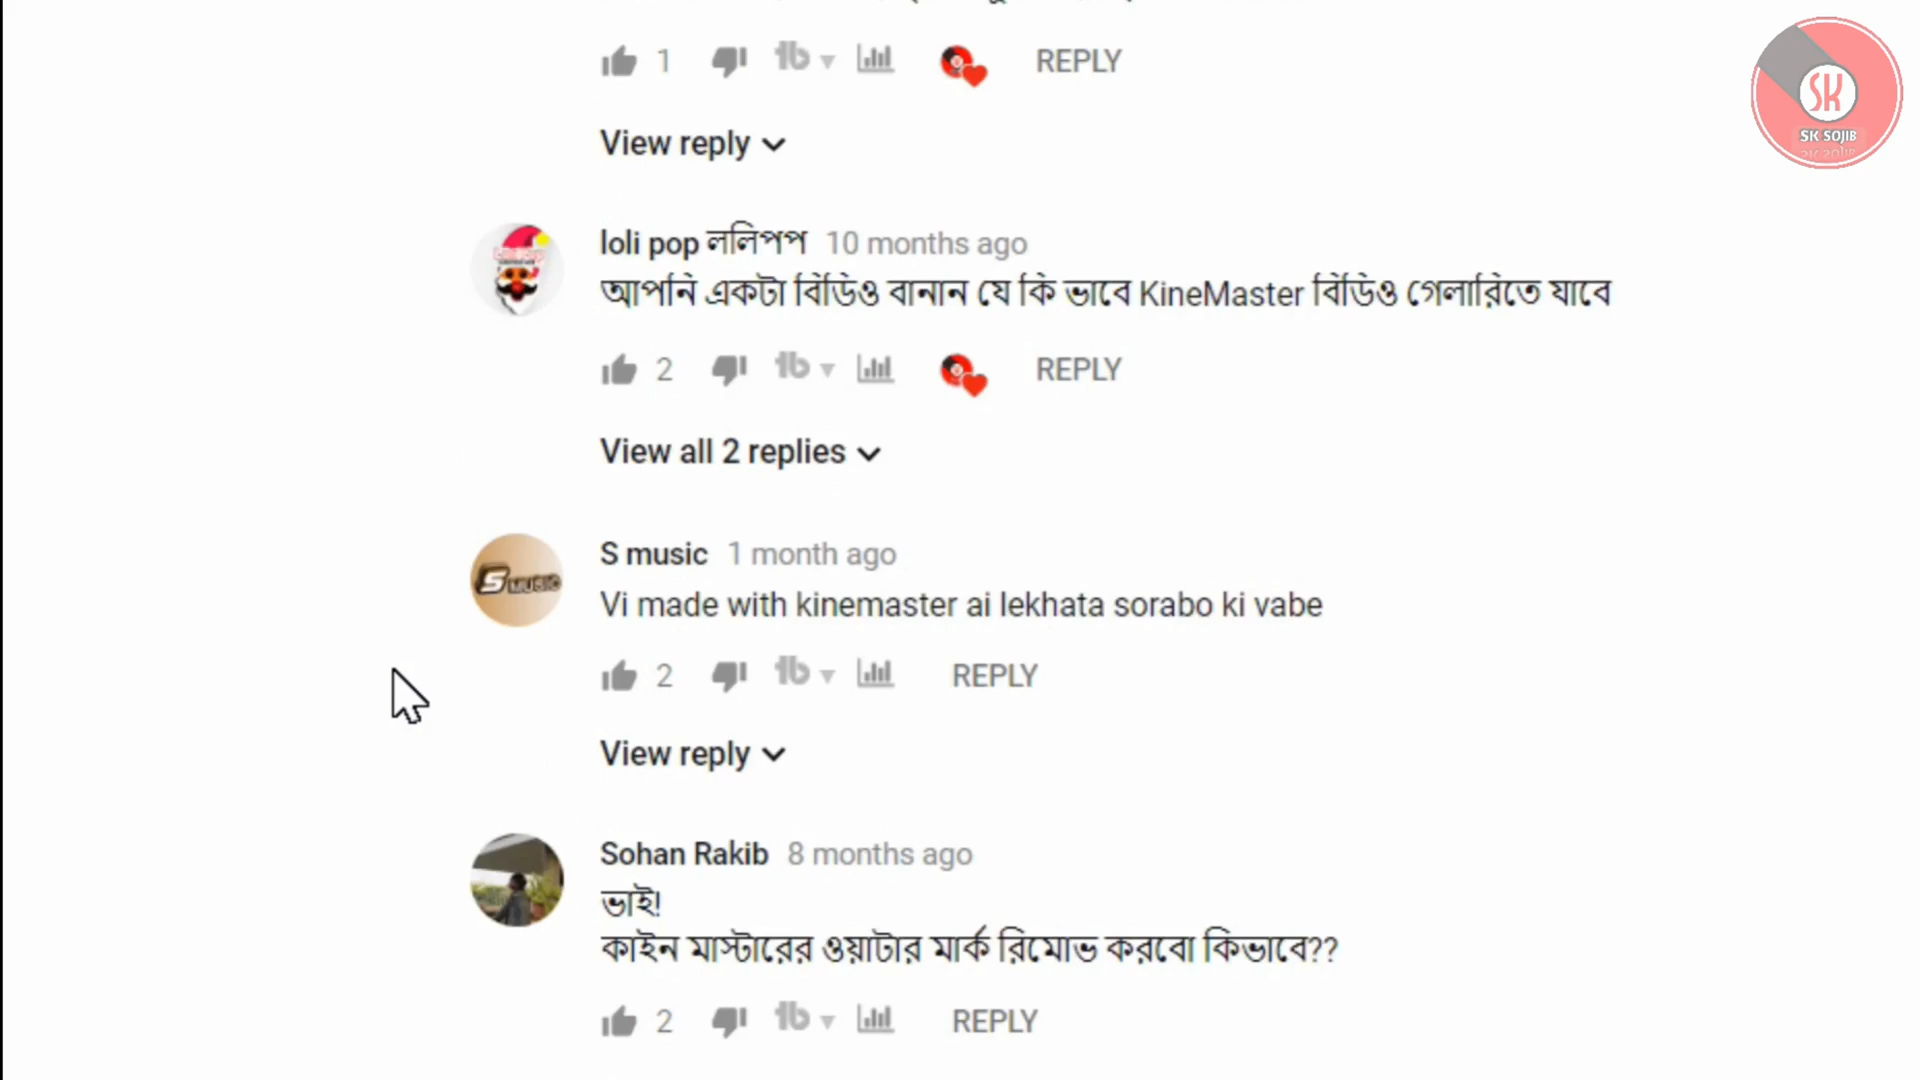 1 REPLY
SK
SK SOJIB
View reply
loli pop ললিপপ 10 months ago
আপনি একটা বিডিও বানান যে কি ভাবে KineMaster বিডিও গেলারিতে যাবে
2 REPLY
View all 2 replies
S music 1 month ago
S MUSIC
Vi made with kinemaster ai lekhata sorabo ki vabe
2 REPLY
View reply
Sohan Rakib 8 months ago
ভাই!
কাইন মাস্টারের ওয়াটার মার্ক রিমোভ করবো কিভাবে??
2 REPLY